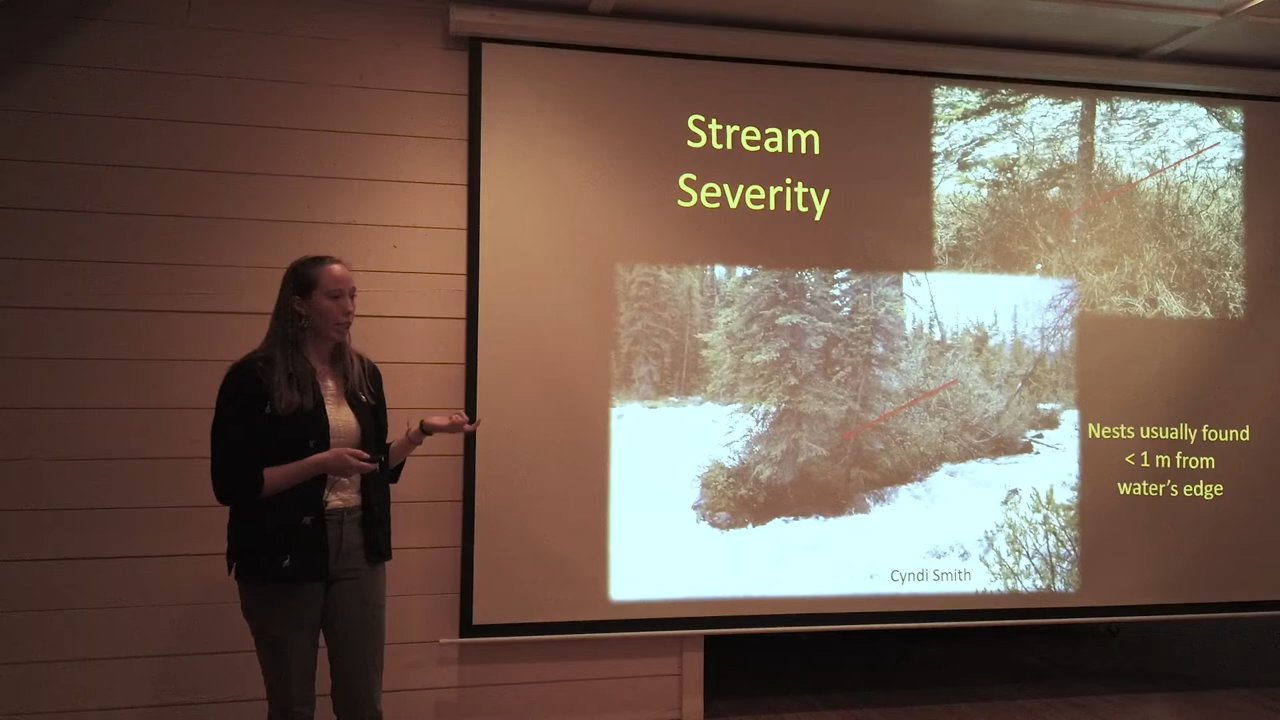 Stream
Severity
Nests usually found
< 1 m from
water's edge
Cyndi Smith